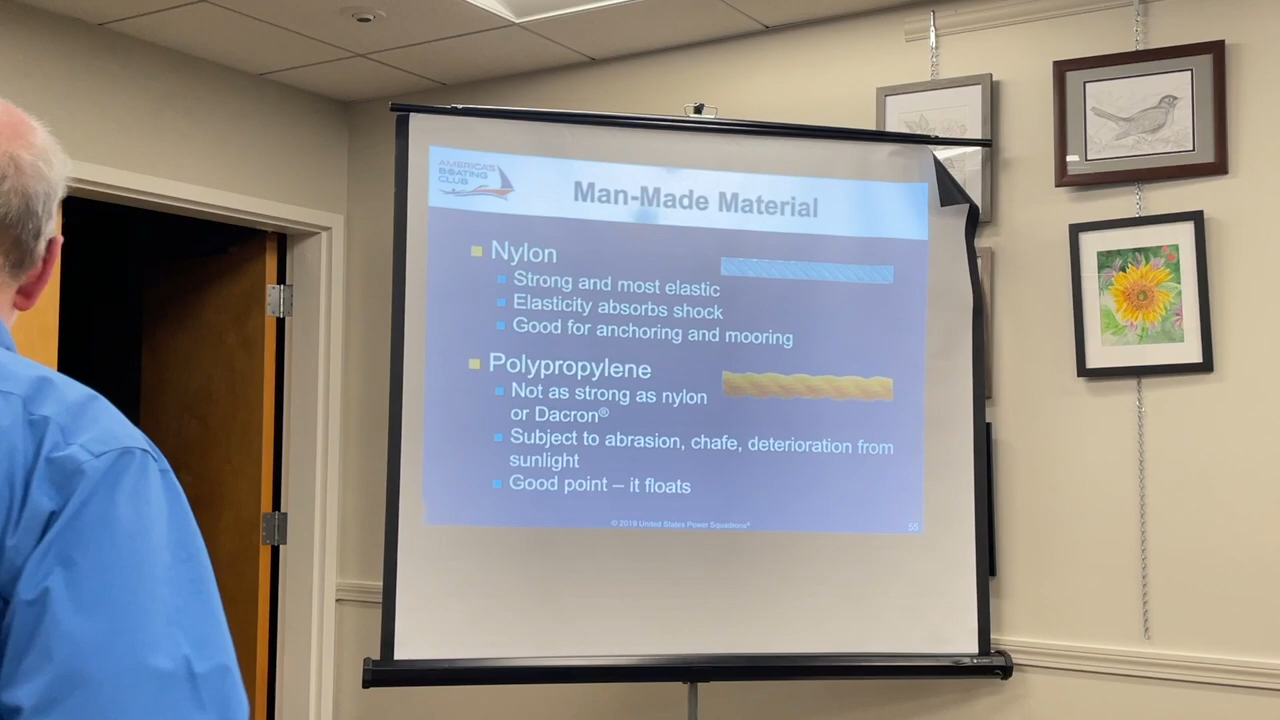 AMERICA'S
BOATING
CLUB
Man-Made Material
Nylon
Strong and most elastic
Elasticity absorbs shock
Good for anchoring and mooring
Polypropylene
Not as strong as nylon
or Dacron®
Subject to abrasion, chafe, deterioration from
sunlight
Good point – it floats
© 2019 United States Power Squadrons®
55